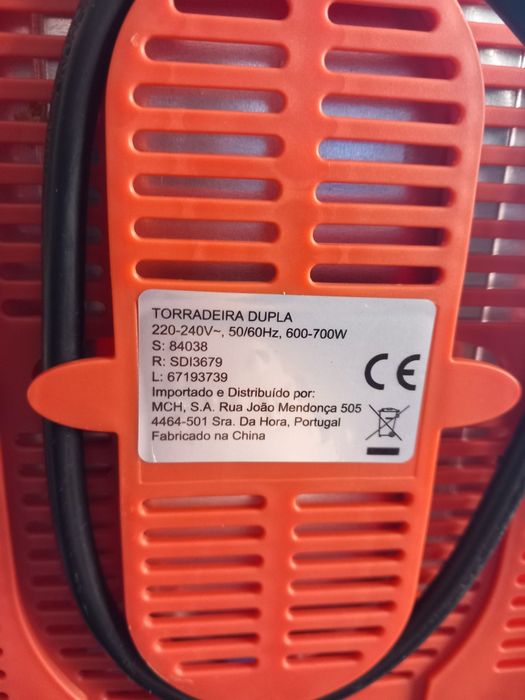 TORRADEIRA DUPLA
220-240V~, 50/60Hz, 600-700W
S: 84038
R: SDI3679
L: 67193739
Importado e Distribuído por:
MCH, S.A. Rua João Mendonça 505
4464-501 Sra. Da Hora, Portugal
Fabricado na China
CE